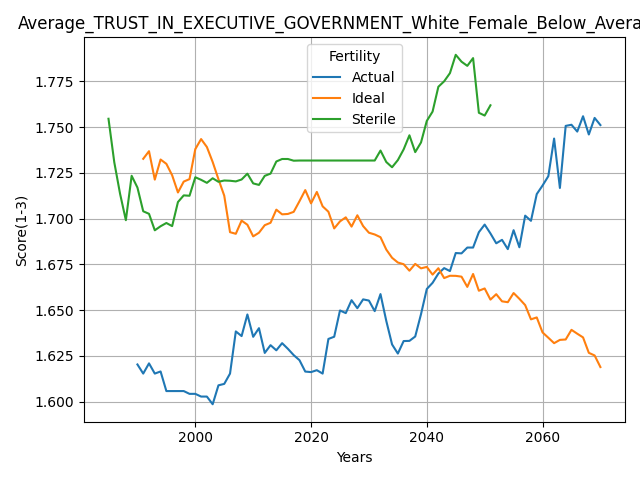 Average_TRUST_IN_EXECUTIVE_GOVERNMENT_White_Female_Below_Avera
Fertility
Actual
Ideal
Sterile
Score(1-3)
1.775
1.750
1.725
1.700
1.675
1.650
1.625
1.600
2000 2020 2040 2060
Years